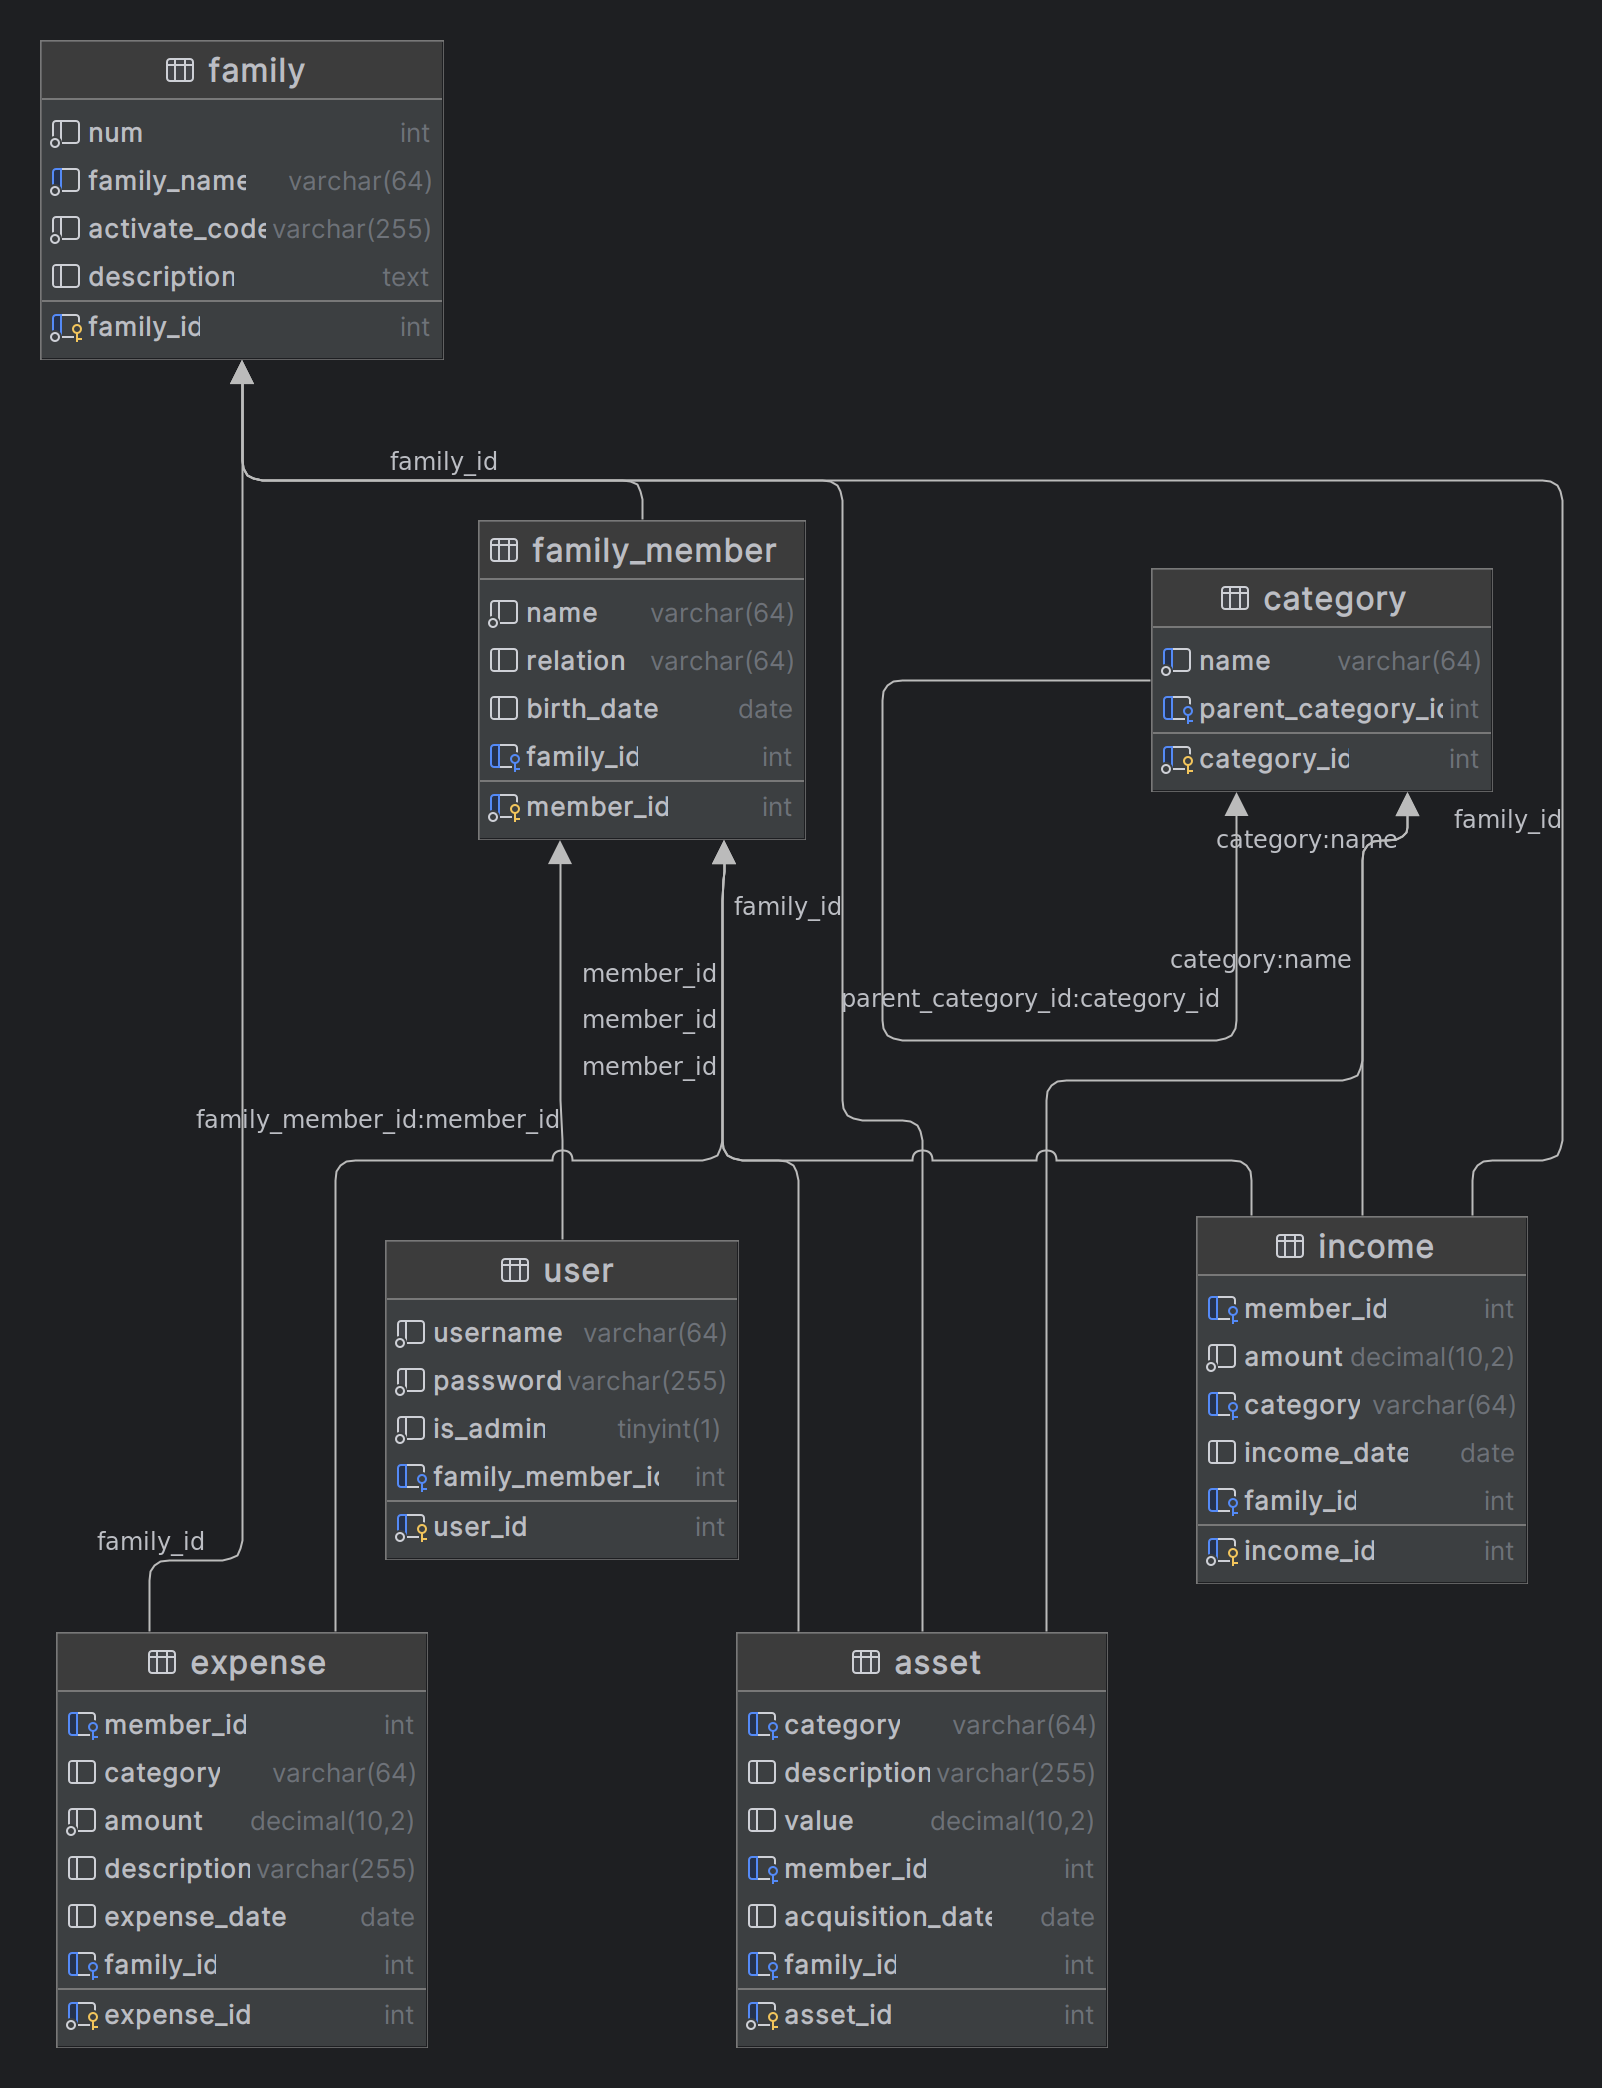 family
num int
family_name varchar(64)
activate_code varchar(255)
description text
family_id int
family_id
family_member
name varchar(64)
relation varchar(64)
birth_date date
family_id int
member_id int
category
name varchar(64)
parent_category_id int
category_id int
category:name
family_id
family_id
category:name
member_id
parent_category_id:category_id
member_id
member_id
family_member_id:member_id
user
username varchar(64)
password varchar(255)
is_admin tinyint(1)
family_member_id int
user_id int
income
member_id int
amount decimal(10,2)
category varchar(64)
income_date date
family_id int
income_id int
family_id
expense
member_id int
category varchar(64)
amount decimal(10,2)
description varchar(255)
expense_date date
family_id int
expense_id int
asset
category varchar(64)
description varchar(255)
value decimal(10,2)
member_id int
acquisition_date date
family_id int
asset_id int